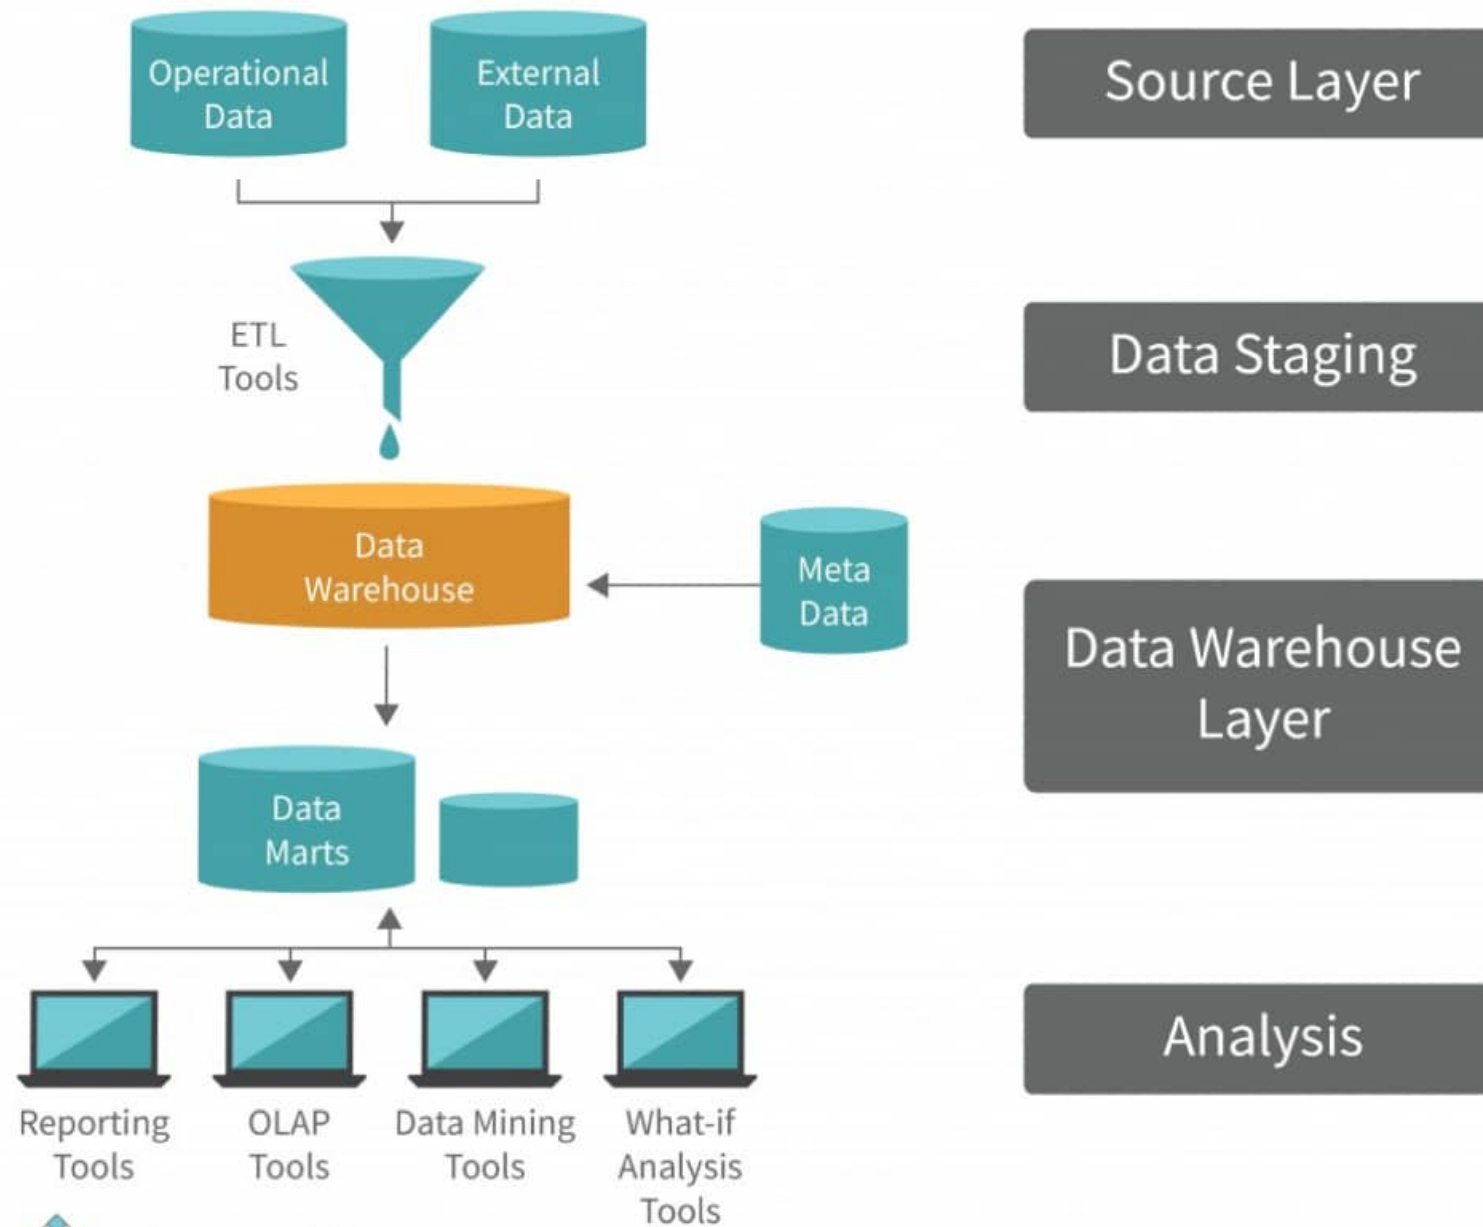 Operational
Data
External
Data
Source Layer
ETL
Tools
Data Staging
Data
Warehouse
Meta
Data
Data Warehouse
Layer
Data
Marts
Analysis
Reporting
Tools
OLAP
Tools
Data Mining
Tools
What-if
Analysis
Tools